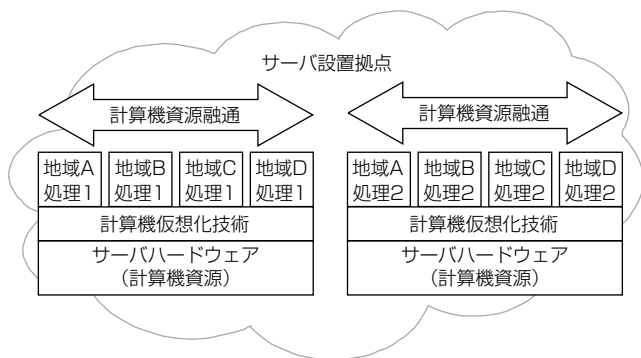 サーバ設置拠点
計算機資源融通
計算機資源融通
地域A
処理1
地域B
処理1
地域C
処理1
地域D
処理1
地域A
処理2
地域B
処理2
地域C
処理2
地域D
処理2
計算機仮想化技術
計算機仮想化技術
サーバハードウェア
(計算機資源)
サーバハードウェア
(計算機資源)